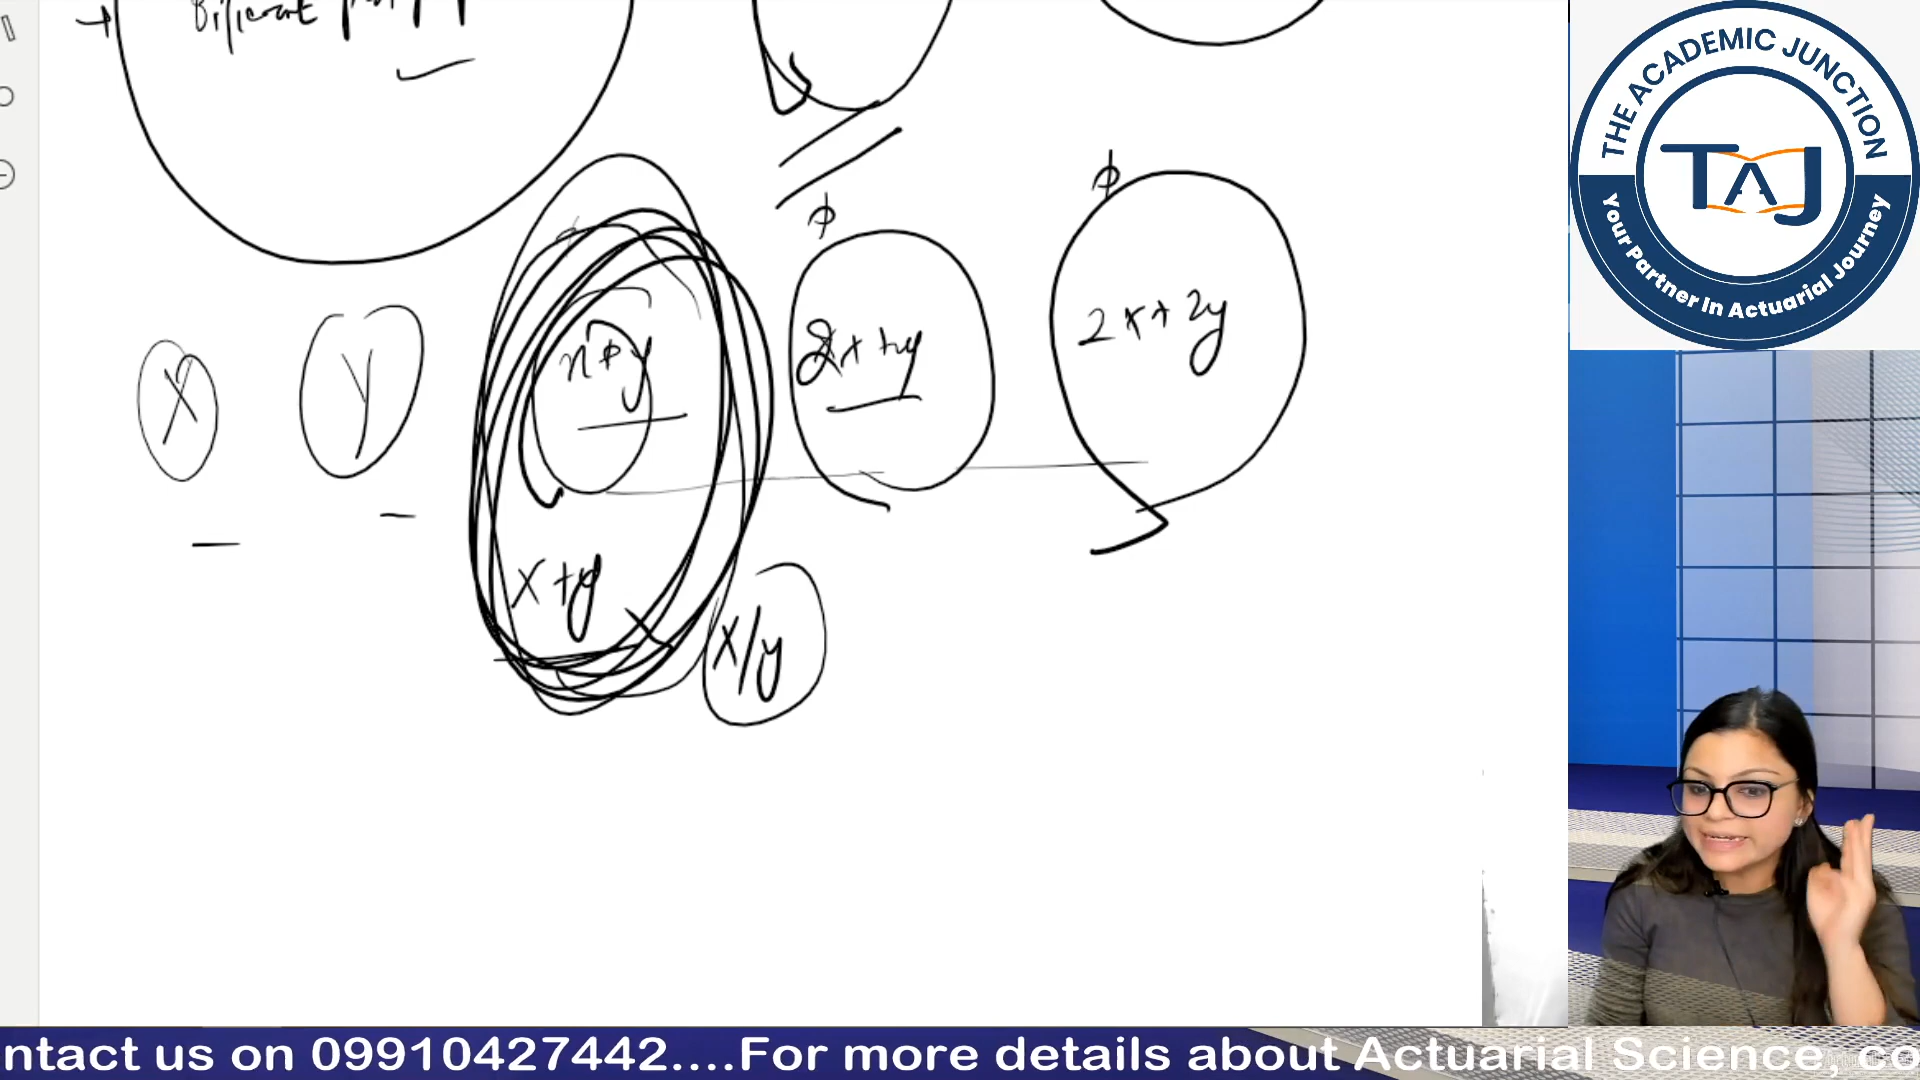 ϕ
ϕ
X
y
x+y
2x+y
2x+2y
x+y
x/y
THE ACADEMIC JUNCTION
TAJ
Your Partner In Actuarial Journey
ntact us on 09910427442....For more details about Actuarial Science, co